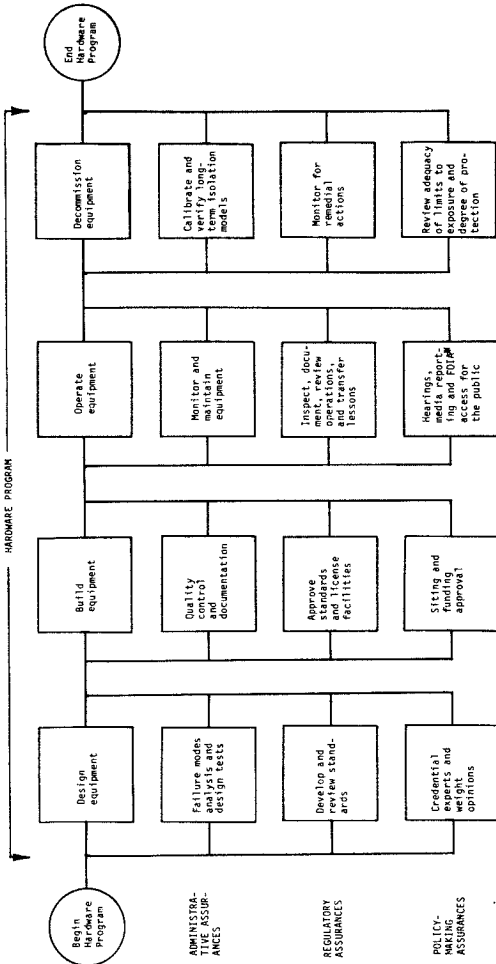 HARDWARE PROGRAM
Begin
Hardware
Program
Design
equipment
Build
equipment
Operate
equipment
Decommission
equipment
End
Hardware
Program
ADMINISTRA-
TIVE ASSUR-
ANCES
Failure modes
analysis and
design tests
Quality
control
and
documentation
Monitor and
maintain
equipment
Calibrate and
verify long-
term isolation
models
REGULATORY
ASSURANCES
Develop and
review stand-
ards
Approve
standards
and license
facilities
Inspect, docu-
ment, review
operations,
and transfer
lessons
Monitor for
remedial
actions
POLICY-
MAKING
ASSURANCES
Credential
experts and
weight
opinions
Siting and
funding
approval
Hearings,
media report-
ing and FOIA*
access for
the public
Review adequacy
of limits to
exposure and
degree of pro-
tection